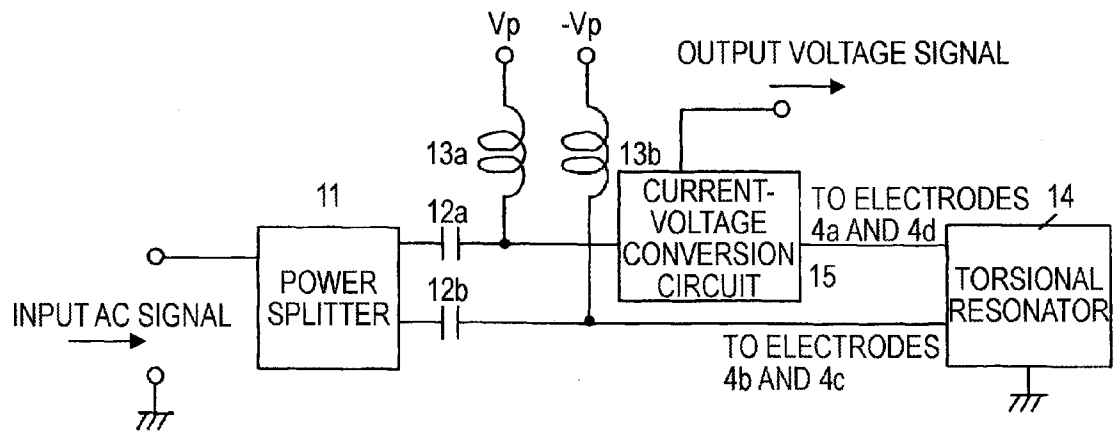 Vp
-Vp
OUTPUT VOLTAGE SIGNAL
13a
13b
11
12a
CURRENT-
VOLTAGE
CONVERSION
CIRCUIT
TO ELECTRODES
4a AND 4d
14
POWER
SPLITTER
12b
15
TORSIONAL
RESONATOR
INPUT AC SIGNAL
TO ELECTRODES
4b AND 4c